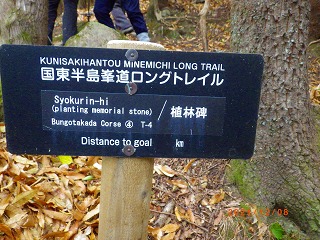 KUNISAKIHANTOU MINEMICHI LONG TRAIL
国東半島峯道ロングトレイル
Syokurin-hi
(planting memorial stone) / 植林碑
Bungotakada Corse ④ T-4
Distance to goal km